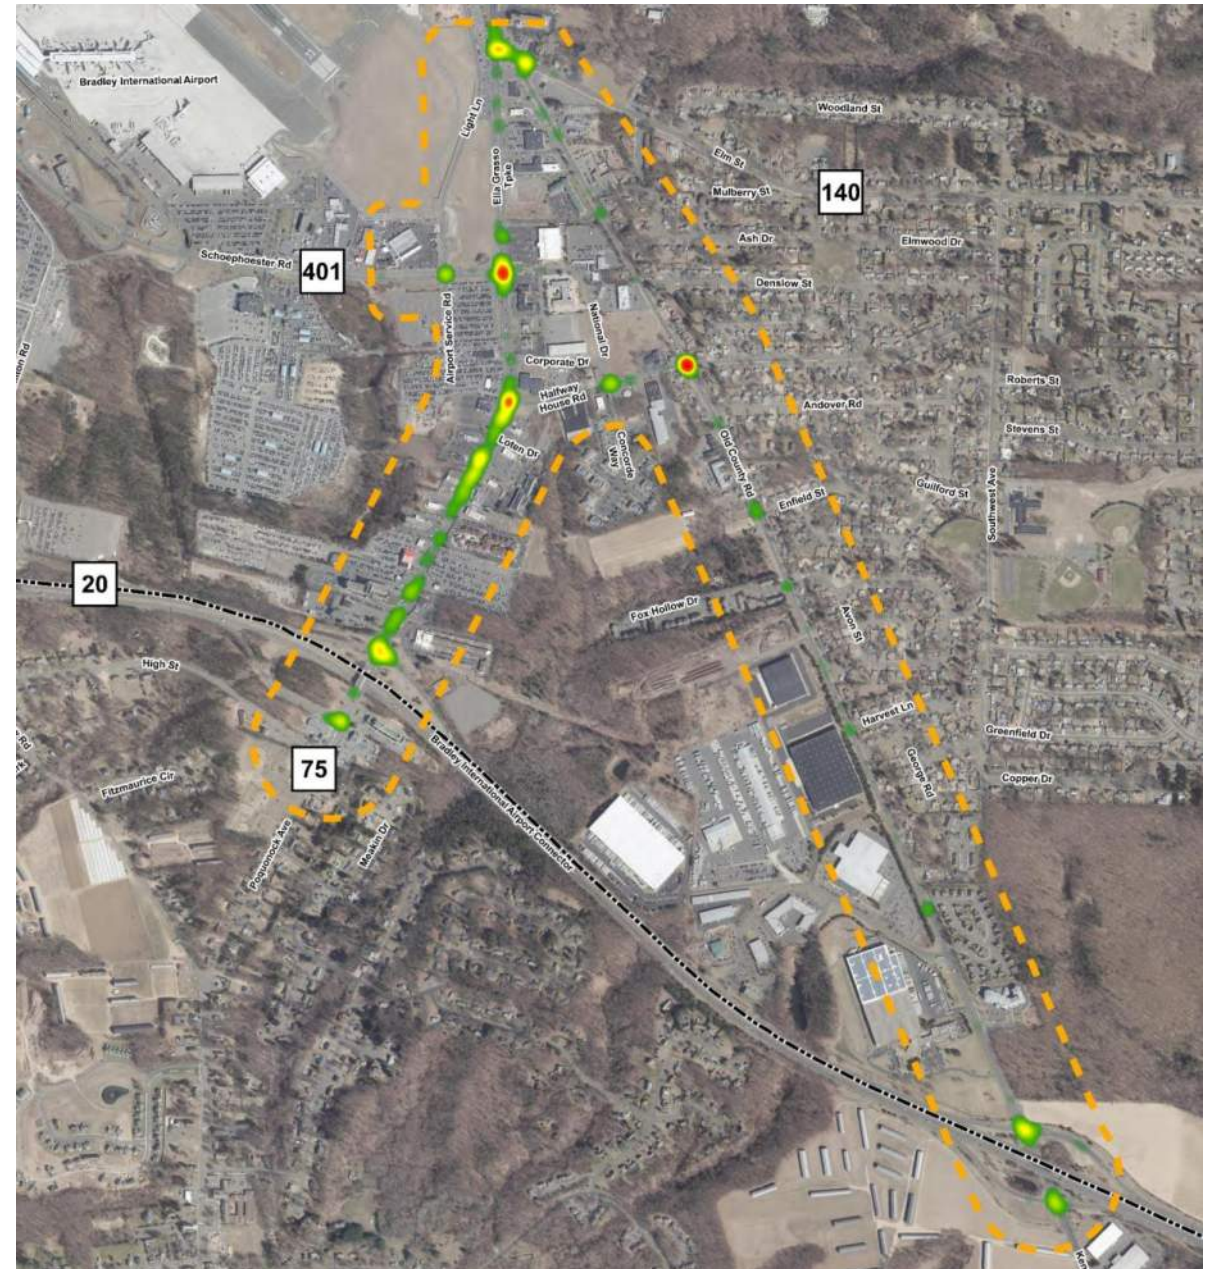 Bradley International Airport
Woodland St
Light Ln
Ella Grasso
Tpke
Elm St
Mulberry St
140
Ash Dr
Elmwood Dr
Schoephoester Rd
401
Denslow St
Airport Service Rd
National Dr
Corporate Dr
Halfway
House Rd
Roberts St
Andover Rd
Stevens St
Loten Dr
Concorde
Way
Old County Rd
Enfield St
Guilford St
Southwest Ave
20
Fox Hollow Dr
Avon St
High St
Harvest Ln
Greenfield Dr
75
Bradley International Airport Connector
George Rd
Copper Dr
Fitzmaurice Cir
Poquonock Ave
Meakin Dr
Rd